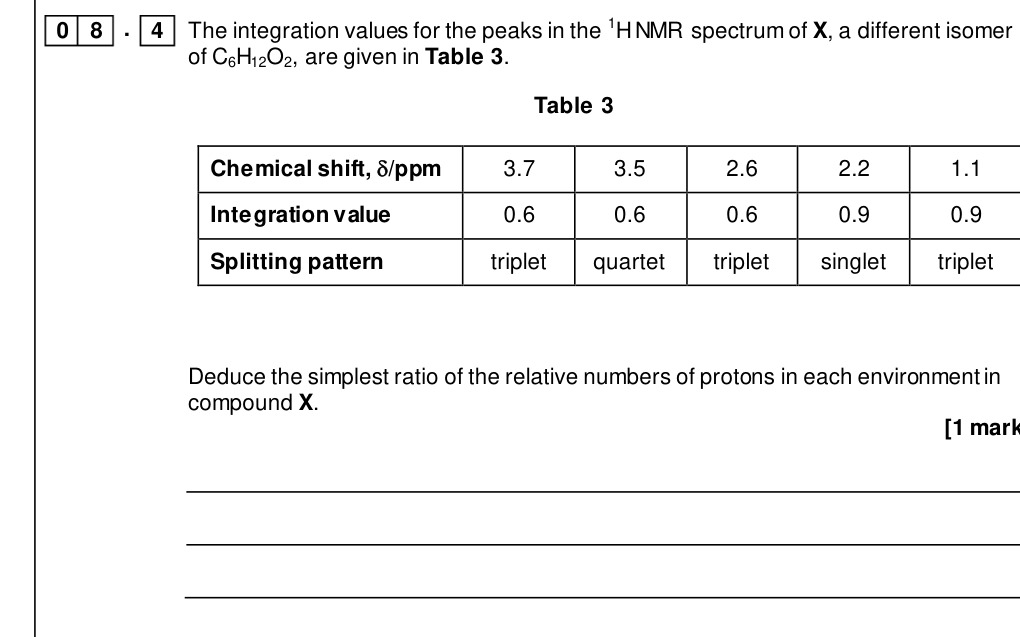 0 8 . 4 The integration values for the peaks in the ¹H NMR spectrum of X, a different isomer
of C₆H₁₂O₂, are given in Table 3.
Table 3
Chemical shift, δ/ppm 3.7 3.5 2.6 2.2 1.1
Integration value 0.6 0.6 0.6 0.9 0.9
Splitting pattern triplet quartet triplet singlet triplet
Deduce the simplest ratio of the relative numbers of protons in each environment in
compound X.
[1 mark